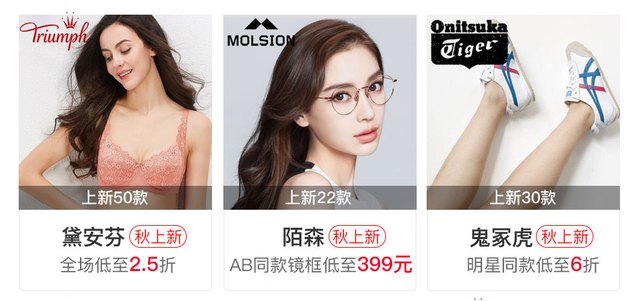 Triumph
上新50款
黛安芬 秋上新
全场低至2.5折
MOLSION
上新22款
陌森 秋上新
AB同款镜框低至399元
Onitsuka
Tiger
上新30款
鬼冢虎 秋上新
明星同款低至6折